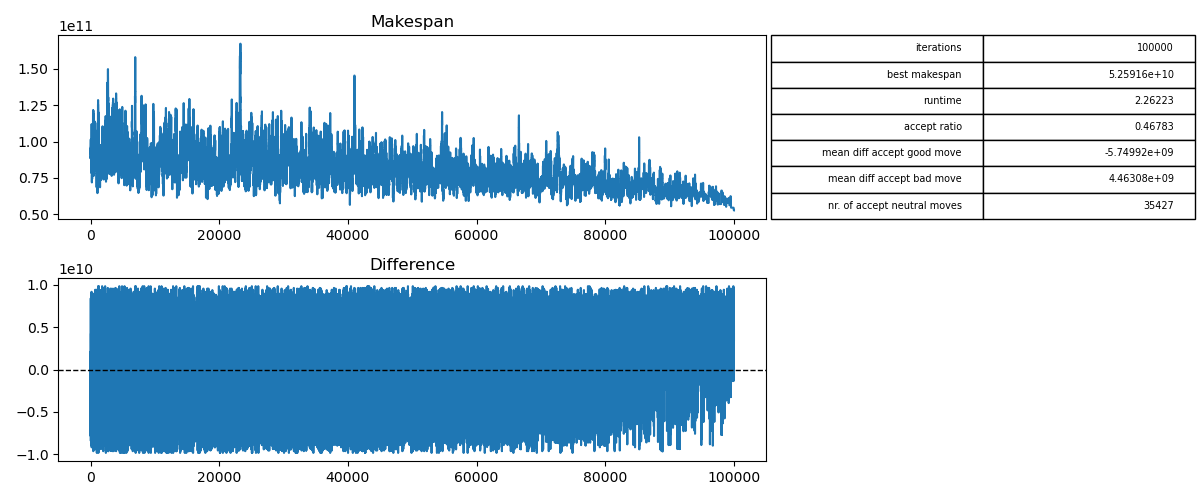 Makespan
1e11
1.50
1.25
1.00
0.75
0.50
0 20000 40000 60000 80000 100000
iterations 100000
best makespan 5.25916e+10
runtime 2.26223
accept ratio 0.46783
mean diff accept good move -5.74992e+09
mean diff accept bad move 4.46308e+09
nr. of accept neutral moves 35427
Difference
1e10
1.0
0.5
0.0
−0.5
−1.0
0 20000 40000 60000 80000 100000